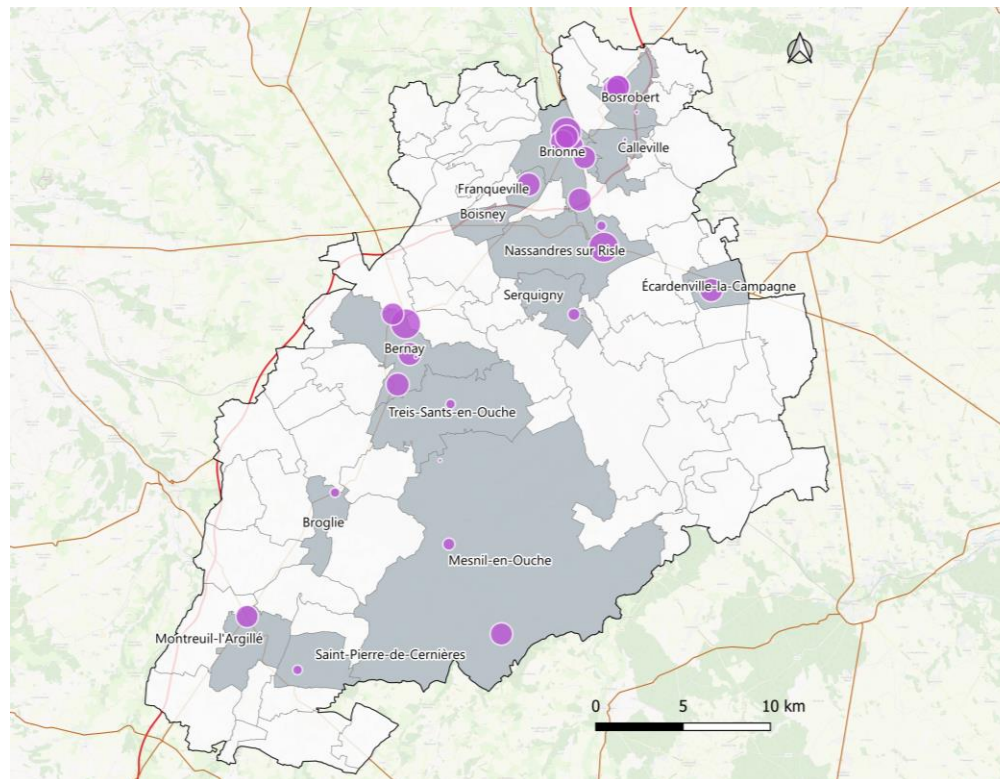 Bosrobert
Calleville
Brionne
Franqueville
Boisney
Nassandres sur Risle
Écardenville-la-Campagne
Serquigny
Bernay
Treis-Sants-en-Ouche
Broglie
Mesnil-en-Ouche
Montreuil-l'Argillé
Saint-Pierre-de-Cernières
0 5 10 km